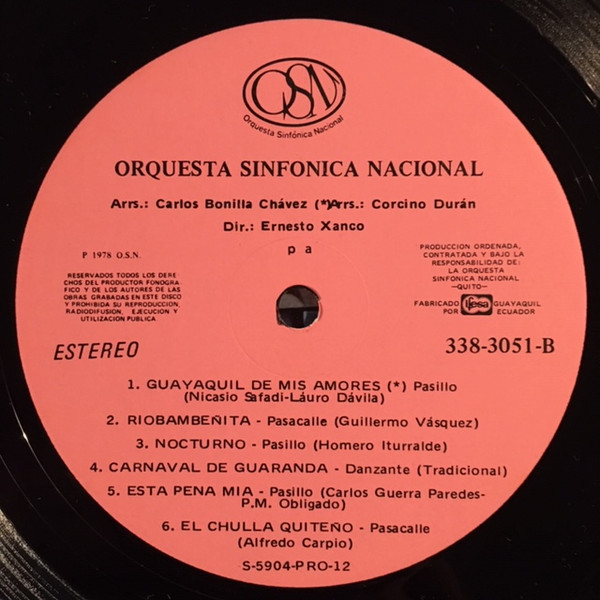 OSN
Orquesta Sinfónica Nacional
ORQUESTA SINFONICA NACIONAL
Arrs.: Carlos Bonilla Chávez (*)Arrs.: Corcino Durán
Dir.: Ernesto Xanco
p a
P 1978 O.S.N.
RESERVADOS TODOS LOS DERE
CHOS DEL PRODUCTOR FONOGRA
FICO Y DE LOS AUTORES DE LAS
OBRAS GRABADAS EN ESTE DISCO
Y PROHIBIDA SU REPRODUCCION,
RADIODIFUSION, EJECUCION Y
UTILIZACION PUBLICA.
PRODUCCION ORDENADA,
CONTRATADA Y BAJO LA
RESPONSABILIDAD DE:
LA ORQUESTA
SINFONICA NACIONAL
—QUITO—
FABRICADO POR ifesa GUAYAQUIL ECUADOR
ESTEREO
338-3051-B
1. GUAYAQUIL DE MIS AMORES (*) Pasillo
(Nicasio Safadi-Láuro Dávila)
2. RIOBAMBEÑITA - Pasacalle (Guillermo Vásquez)
3. NOCTURNO - Pasillo (Homero Iturralde)
4. CARNAVAL DE GUARANDA - Danzante (Tradicional)
5. ESTA PENA MIA - Pasillo (Carlos Guerra Paredes-
P.M. Obligado)
6. EL CHULLA QUITEÑO - Pasacalle
(Alfredo Carpio)
S-5904-PRO-12